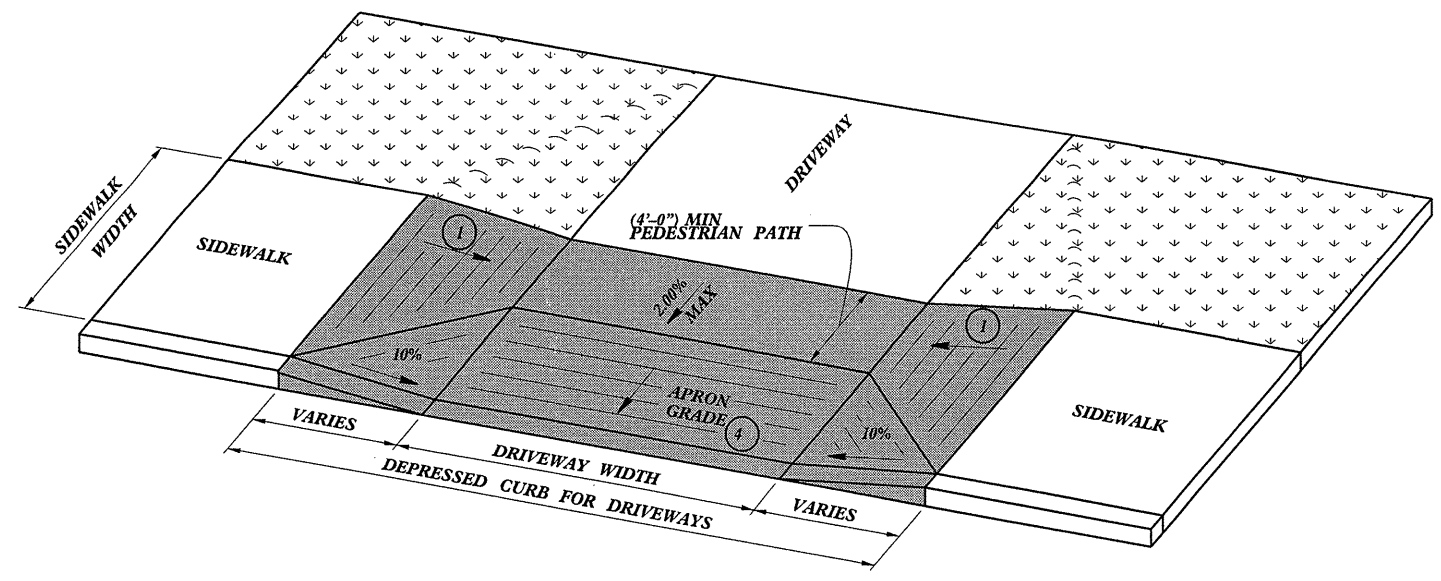 DRIVEWAY
SIDEWALK
WIDTH
SIDEWALK
1
(4'-0") MIN
PEDESTRIAN PATH
2.00%
MAX
1
10%
APRON
GRADE
4
10%
SIDEWALK
VARIES
DRIVEWAY WIDTH
VARIES
DEPRESSED CURB FOR DRIVEWAYS